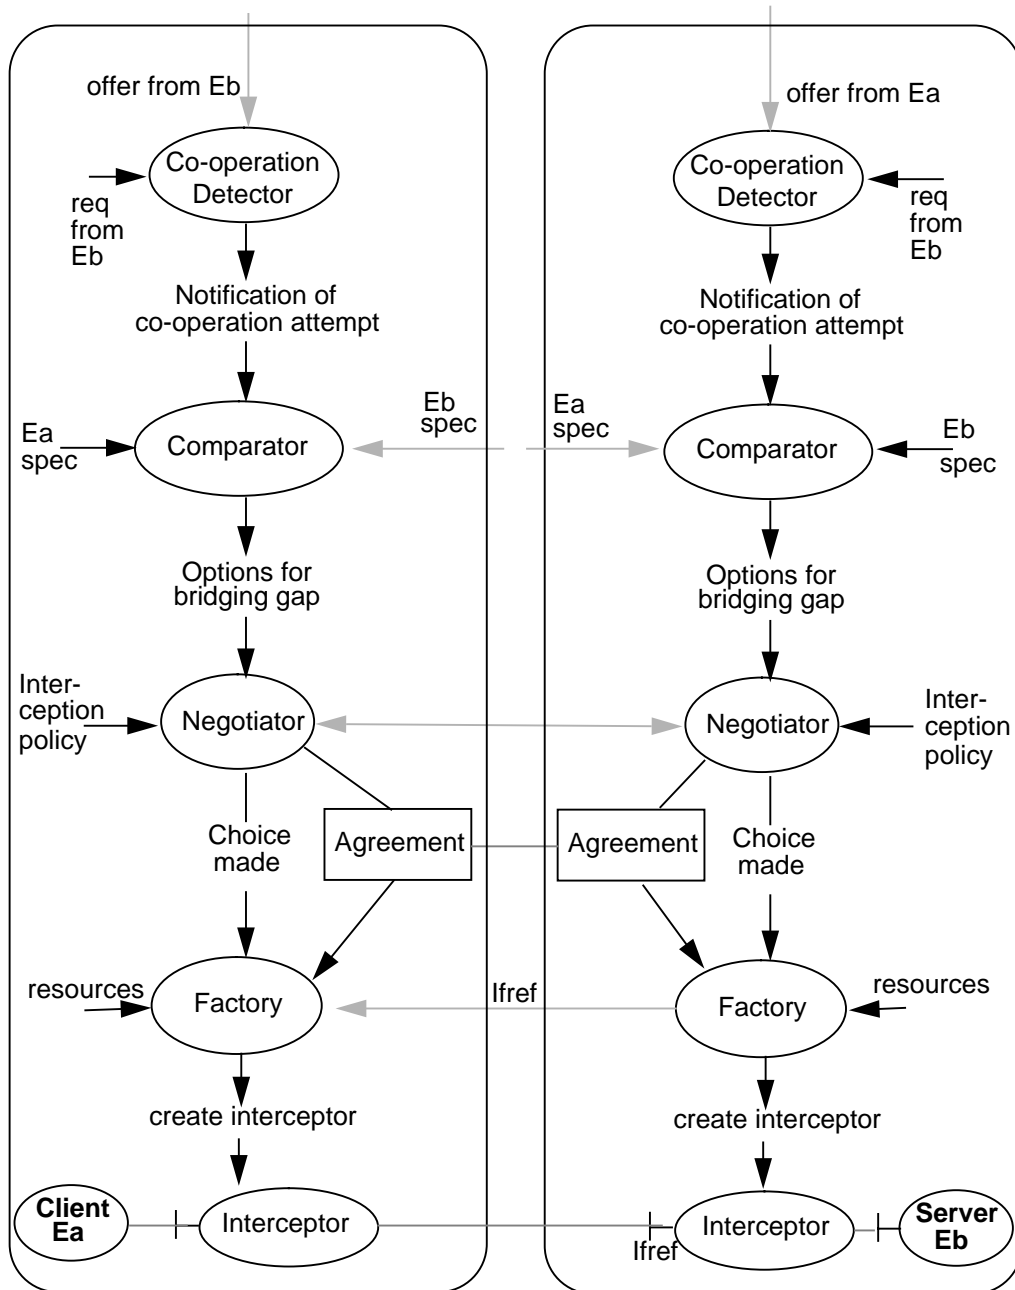 offer from Eb
offer from Ea
Co-operation
Detector
req
from
Eb
Co-operation
Detector
req
from
Eb
Notification of
co-operation attempt
Notification of
co-operation attempt
Ea
spec
Comparator
Eb
spec
Ea
spec
Comparator
Eb
spec
Options for
bridging gap
Options for
bridging gap
Inter-
ception
policy
Negotiator
Negotiator
Inter-
ception
policy
Choice
made
Agreement
Agreement
Choice
made
resources
Factory
Ifref
Factory
resources
create interceptor
create interceptor
Client
Ea
Interceptor
Ifref
Interceptor
Server
Eb